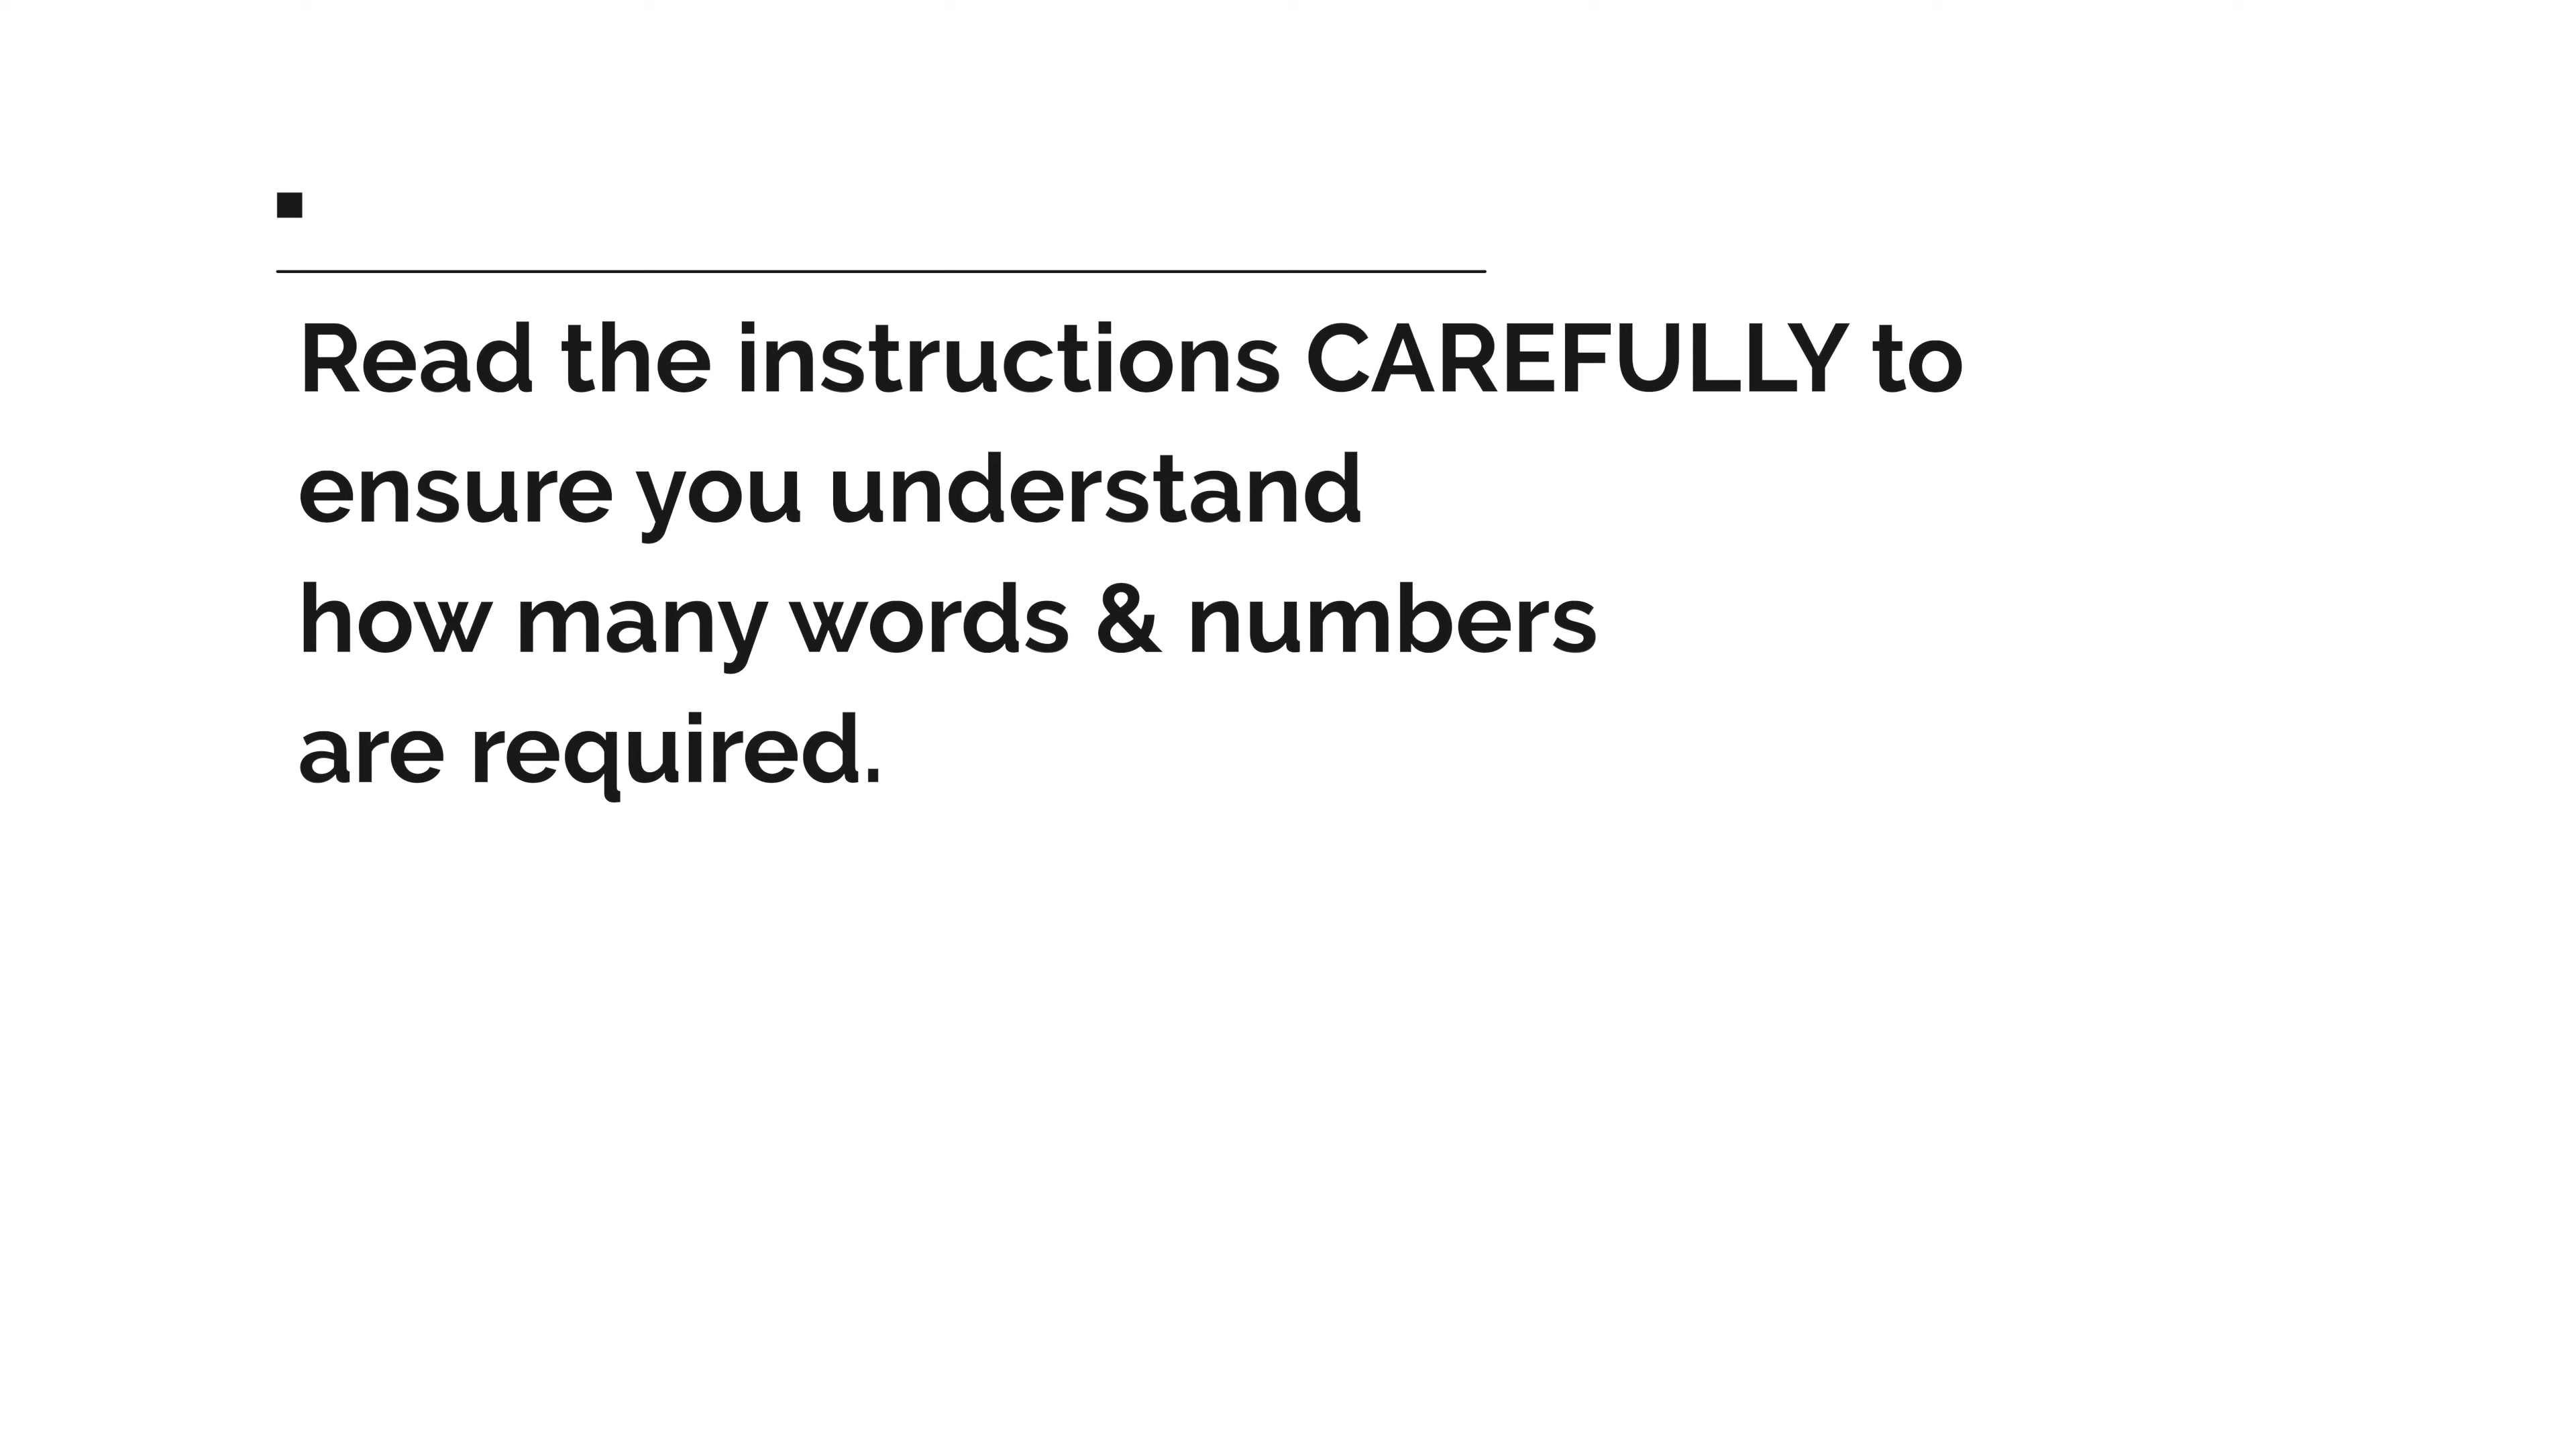 Read the instructions CAREFULLY to
ensure you understand
how many words & numbers
are required.